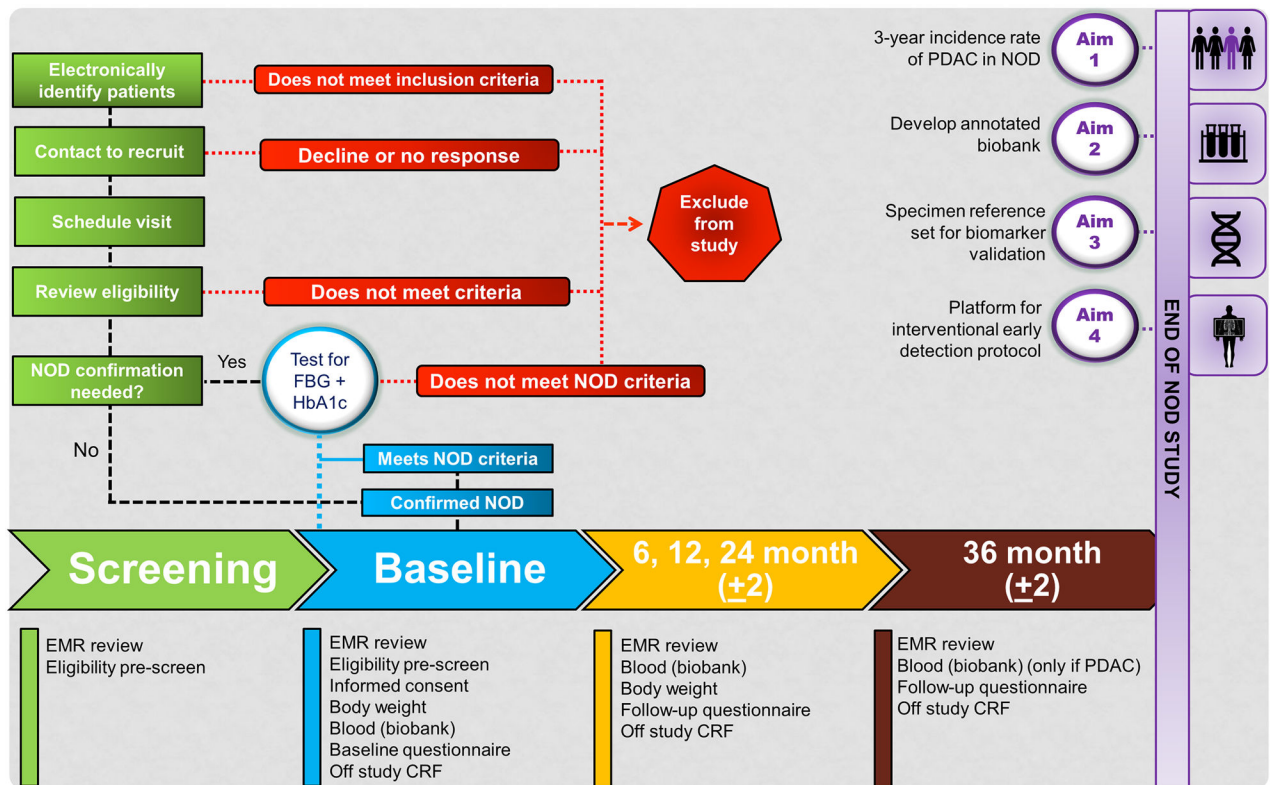 Electronically
identify patients
Does not meet inclusion criteria
Contact to recruit
Decline or no response
Schedule visit
Exclude
from
study
Review eligibility
Does not meet criteria
NOD confirmation
needed?
Yes
Test for
FBG +
HbA1c
Does not meet NOD criteria
No
Meets NOD criteria
Confirmed NOD
3-year incidence rate
of PDAC in NOD
Aim
1
Develop annotated
biobank
Aim
2
Specimen reference
set for biomarker
validation
Aim
3
Platform for
interventional early
detection protocol
Aim
4
END OF NOD STUDY
Screening
Baseline
6, 12, 24 month
(±2)
36 month
(±2)
EMR review
Eligibility pre-screen
EMR review
Eligibility pre-screen
Informed consent
Body weight
Blood (biobank)
Baseline questionnaire
Off study CRF
EMR review
Blood (biobank)
Body weight
Follow-up questionnaire
Off study CRF
EMR review
Blood (biobank) (only if PDAC)
Follow-up questionnaire
Off study CRF